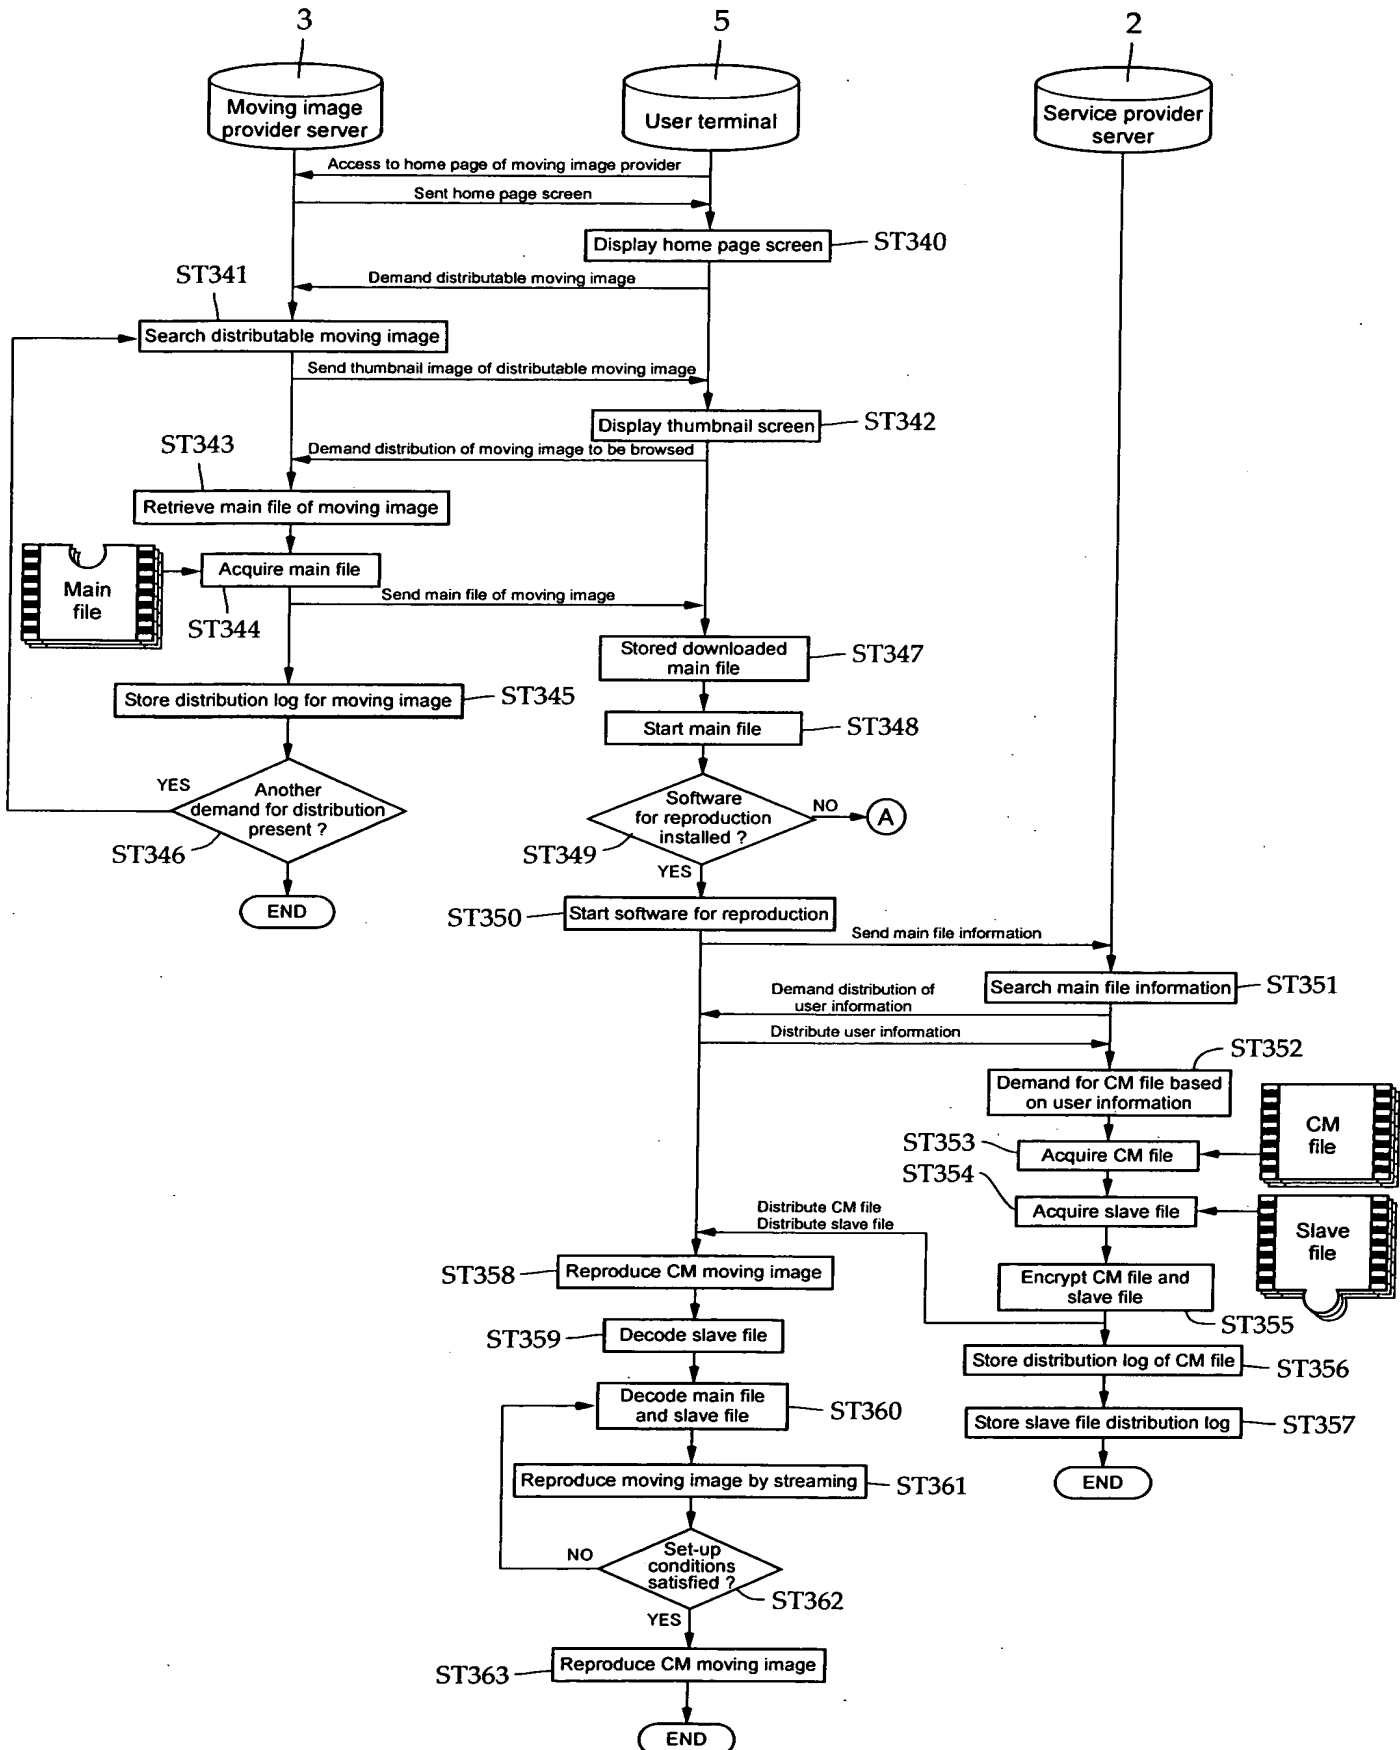 3
5
2
Moving image
provider server
User terminal
Service provider
server
Access to home page of moving image provider
Sent home page screen
Display home page screen
ST340
Demand distributable moving image
ST341
Search distributable moving image
Send thumbnail image of distributable moving image
Display thumbnail screen
ST342
Demand distribution of moving image to be browsed
ST343
Retrieve main file of moving image
Main
file
Acquire main file
ST344
Send main file of moving image
Stored downloaded
main file
ST347
Store distribution log for moving image
ST345
Start main file
ST348
YES
Another
demand for distribution
present ?
ST346
END
Software
for reproduction
installed ?
NO
A
ST349
YES
ST350
Start software for reproduction
Send main file information
Search main file information
ST351
Demand distribution of
user information
Distribute user information
ST352
Demand for CM file based
on user information
CM
file
ST353
Acquire CM file
ST354
Acquire slave file
Slave
file
Distribute CM file
Distribute slave file
ST358
Reproduce CM moving image
Encrypt CM file and
slave file
ST355
ST359
Decode slave file
Store distribution log of CM file
ST356
Decode main file
and slave file
ST360
Store slave file distribution log
ST357
END
Reproduce moving image by streaming
ST361
NO
Set-up
conditions
satisfied ?
ST362
YES
ST363
Reproduce CM moving image
END